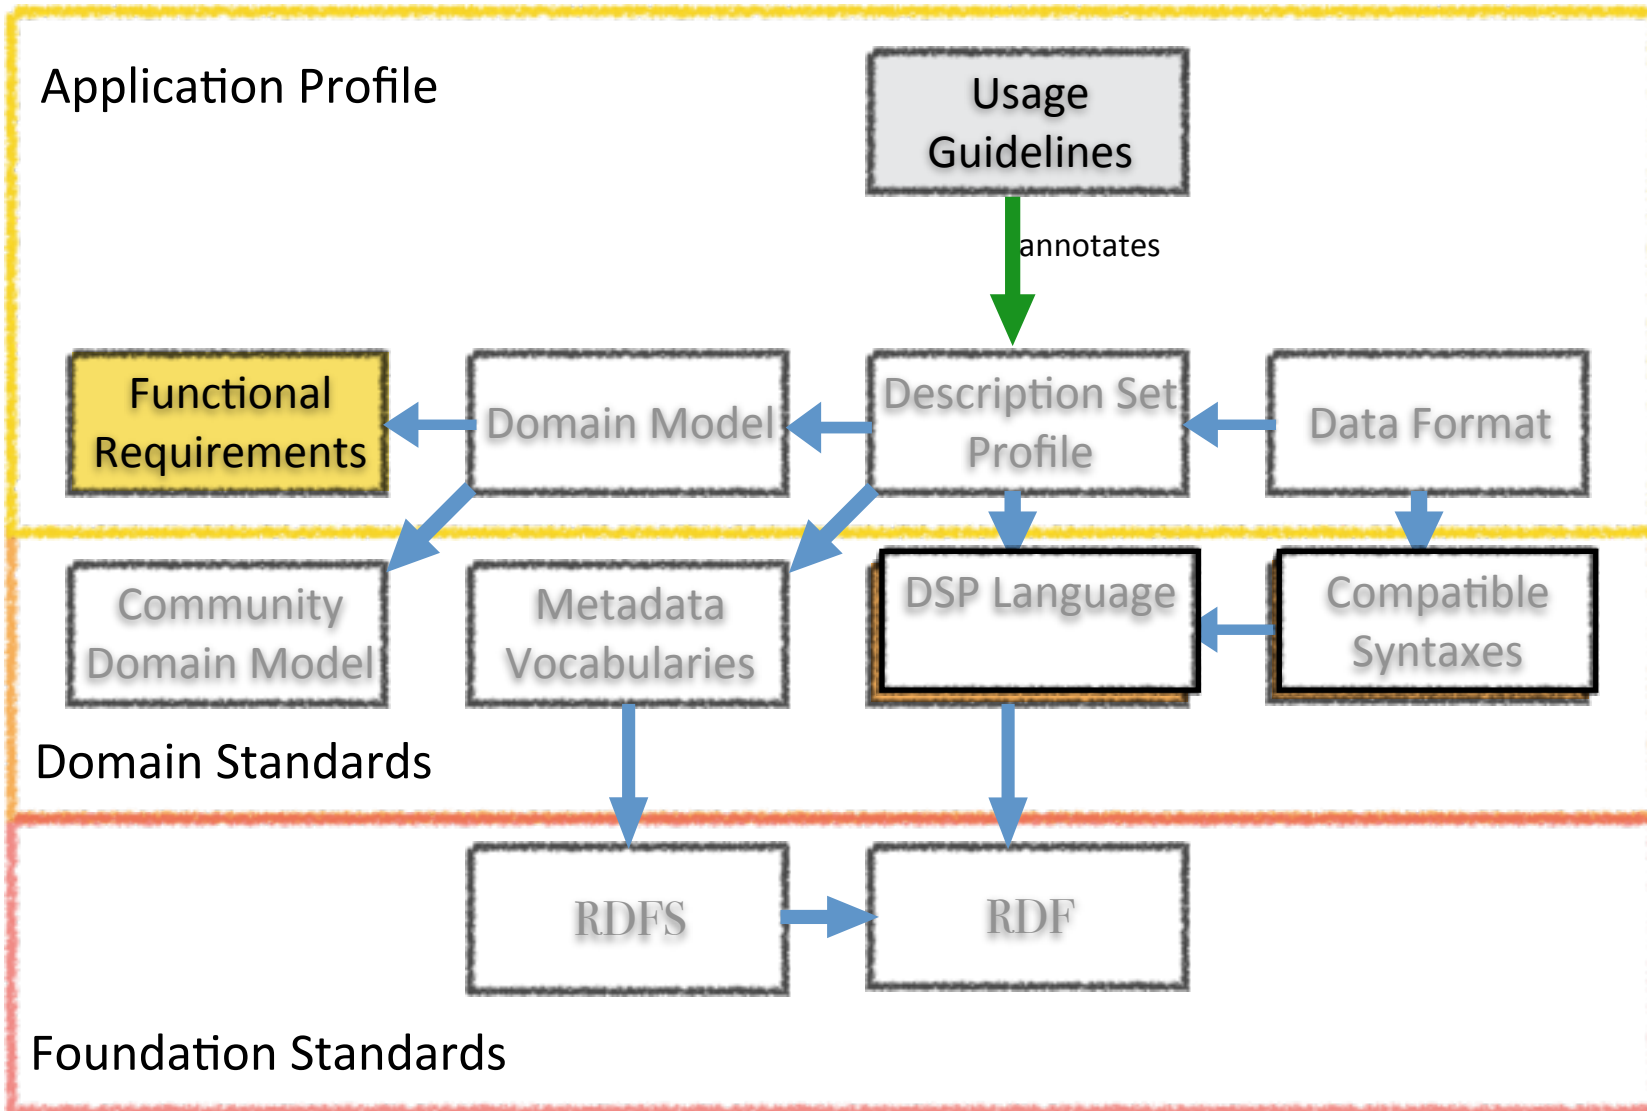 Application Profile
Usage
Guidelines
annotates
Functional
Requirements
Domain Model
Description Set
Profile
Data Format
Community
Domain Model
Metadata
Vocabularies
DSP Language
Compatible
Syntaxes
Domain Standards
RDFS
RDF
Foundation Standards